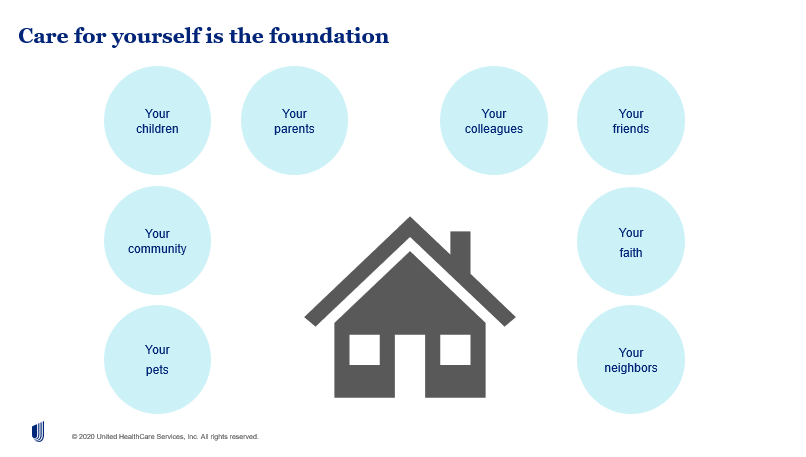 Care for yourself is the foundation
Your
children
Your
parents
Your
colleagues
Your
friends
Your
community
Your
faith
Your
pets
Your
neighbors
© 2020 United HealthCare Services, Inc. All rights reserved.